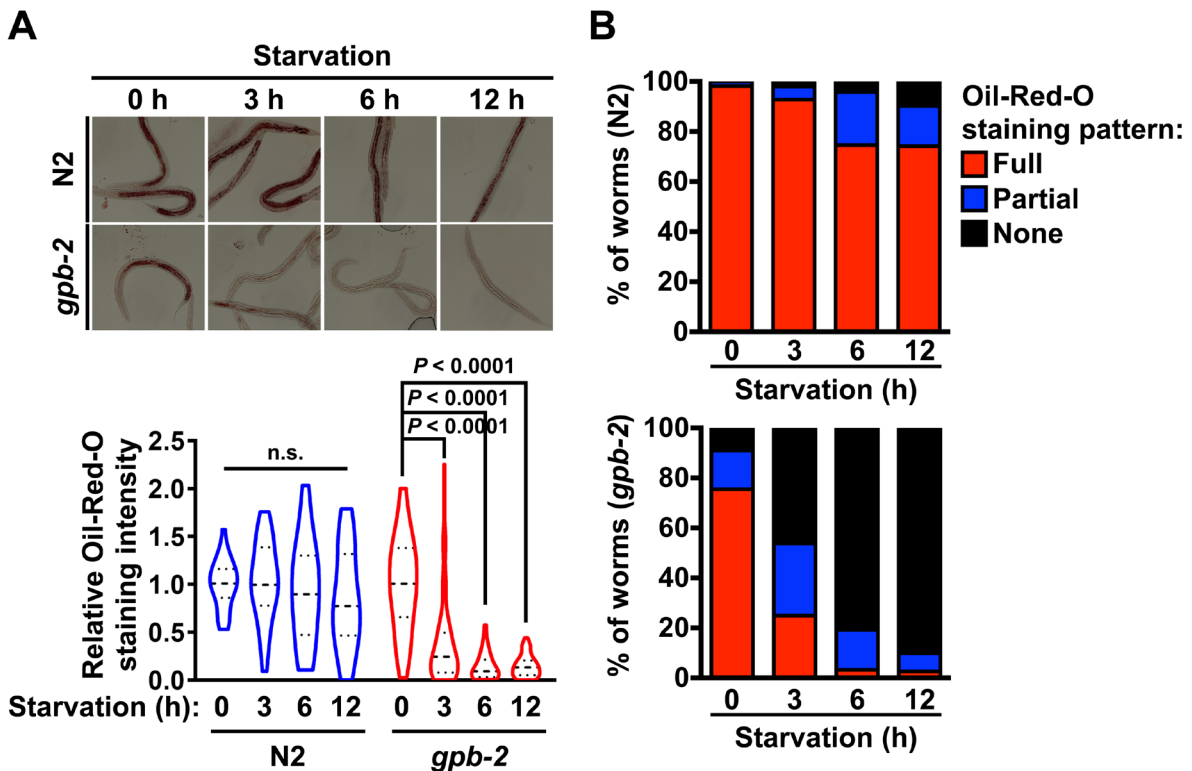 A
Starvation
0 h 3 h 6 h 12 h
N2
gpb-2
P < 0.0001
P < 0.0001
P < 0.0001
n.s.
Relative Oil-Red-O
staining intensity
2.5
2.0
1.5
1.0
0.5
0.0
Starvation (h): 0 3 6 12 0 3 6 12
N2 gpb-2
B
% of worms (N2)
100
80
60
40
20
0
0 3 6 12
Starvation (h)
Oil-Red-O
staining pattern:
Full
Partial
None
% of worms (gpb-2)
100
80
60
40
20
0
0 3 6 12
Starvation (h)